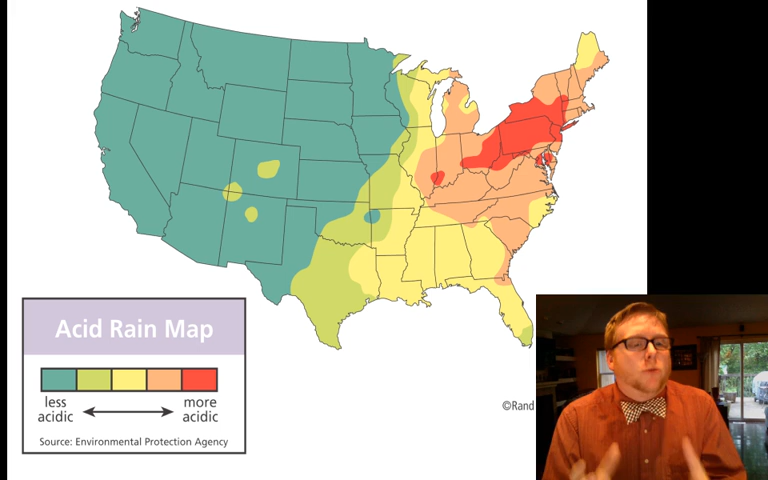 Acid Rain Map
less
acidic
more
acidic
Source: Environmental Protection Agency
©Rand